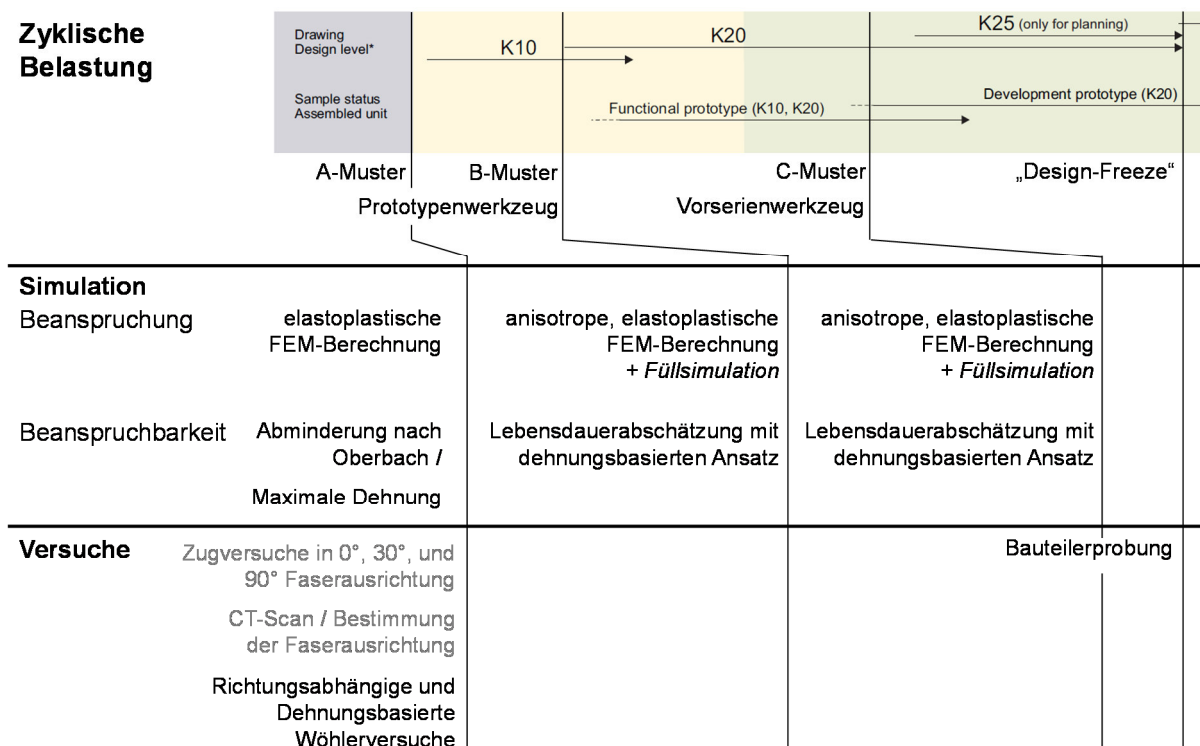 Zyklische
Belastung
Drawing
Design level*
K10
K20
K25 (only for planning)
Sample status
Assembled unit
Functional prototype (K10, K20)
Development prototype (K20)
A-Muster
B-Muster
C-Muster
„Design-Freeze“
Prototypenwerkzeug
Vorserienwerkzeug
Simulation
Beanspruchung
elastoplastische
FEM-Berechnung
anisotrope, elastoplastische
FEM-Berechnung
+ Füllsimulation
anisotrope, elastoplastische
FEM-Berechnung
+ Füllsimulation
Beanspruchbarkeit
Abminderung nach
Oberbach /
Maximale Dehnung
Lebensdauerabschätzung mit
dehnungsbasierten Ansatz
Lebensdauerabschätzung mit
dehnungsbasierten Ansatz
Versuche
Zugversuche in 0°, 30°, und
90° Faserausrichtung
CT-Scan / Bestimmung
der Faserausrichtung
Richtungsabhängige und
Dehnungsbasierte
Wöhlerversuche
Bauteilerprobung